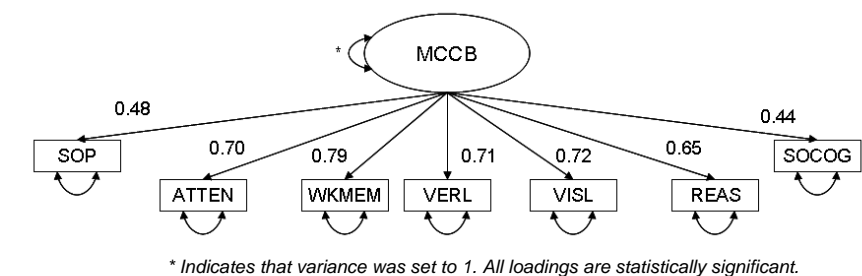 MCCB
*
0.48
0.70
0.79
0.71
0.72
0.65
0.44
SOP
SOCOG
ATTEN
WKMEM
VERL
VISL
REAS
* Indicates that variance was set to 1. All loadings are statistically significant.